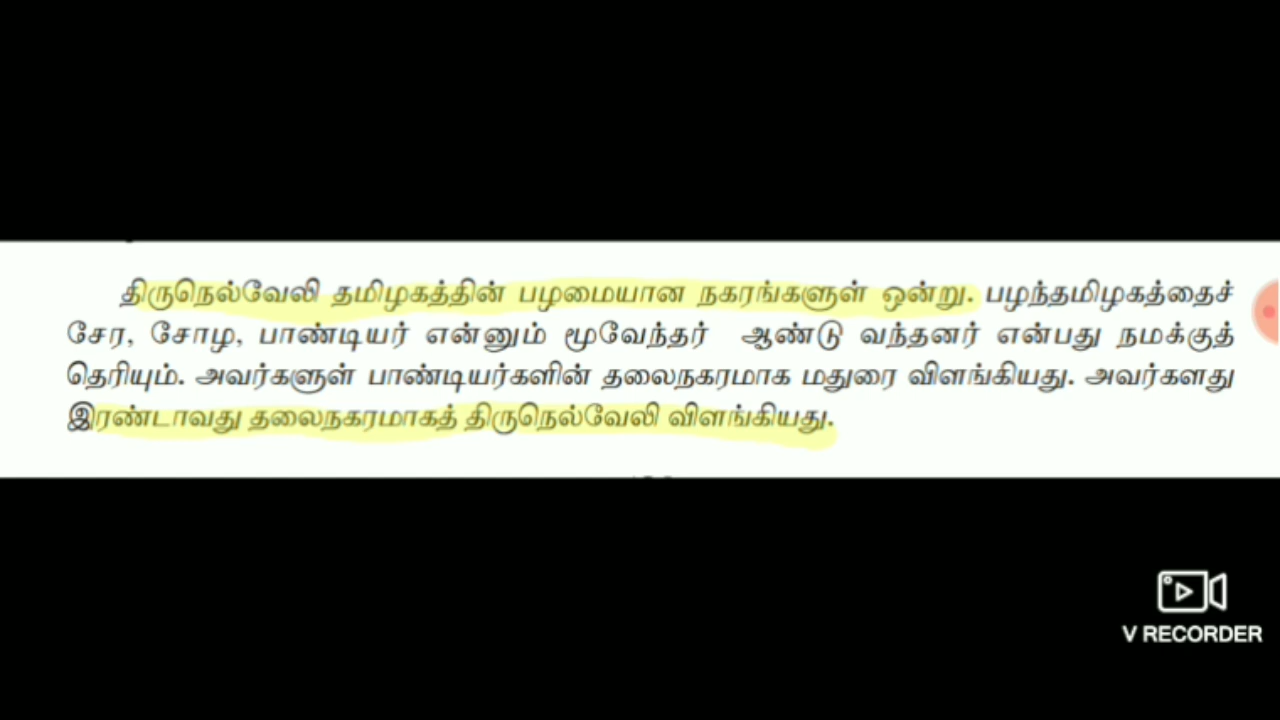 திருநெல்வேலி தமிழகத்தின் பழமையான நகரங்களுள் ஒன்று. பழந்தமிழகத்தைச்
சேர, சோழ, பாண்டியர் என்னும் மூவேந்தர் ஆண்டு வந்தனர் என்பது நமக்குத்
தெரியும். அவர்களுள் பாண்டியர்களின் தலைநகரமாக மதுரை விளங்கியது. அவர்களது
இரண்டாவது தலைநகரமாகத் திருநெல்வேலி விளங்கியது.
V RECORDER